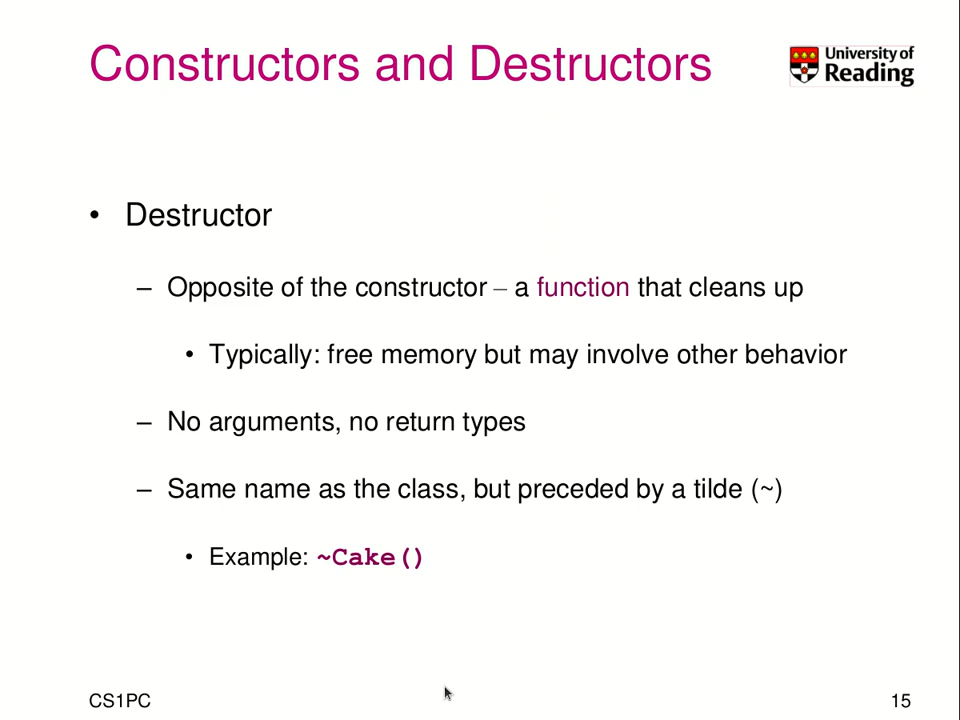 Constructors and Destructors
University of
Reading
• Destructor
– Opposite of the constructor – a function that cleans up
• Typically: free memory but may involve other behavior
– No arguments, no return types
– Same name as the class, but preceded by a tilde (~)
• Example: ~Cake()
CS1PC
15